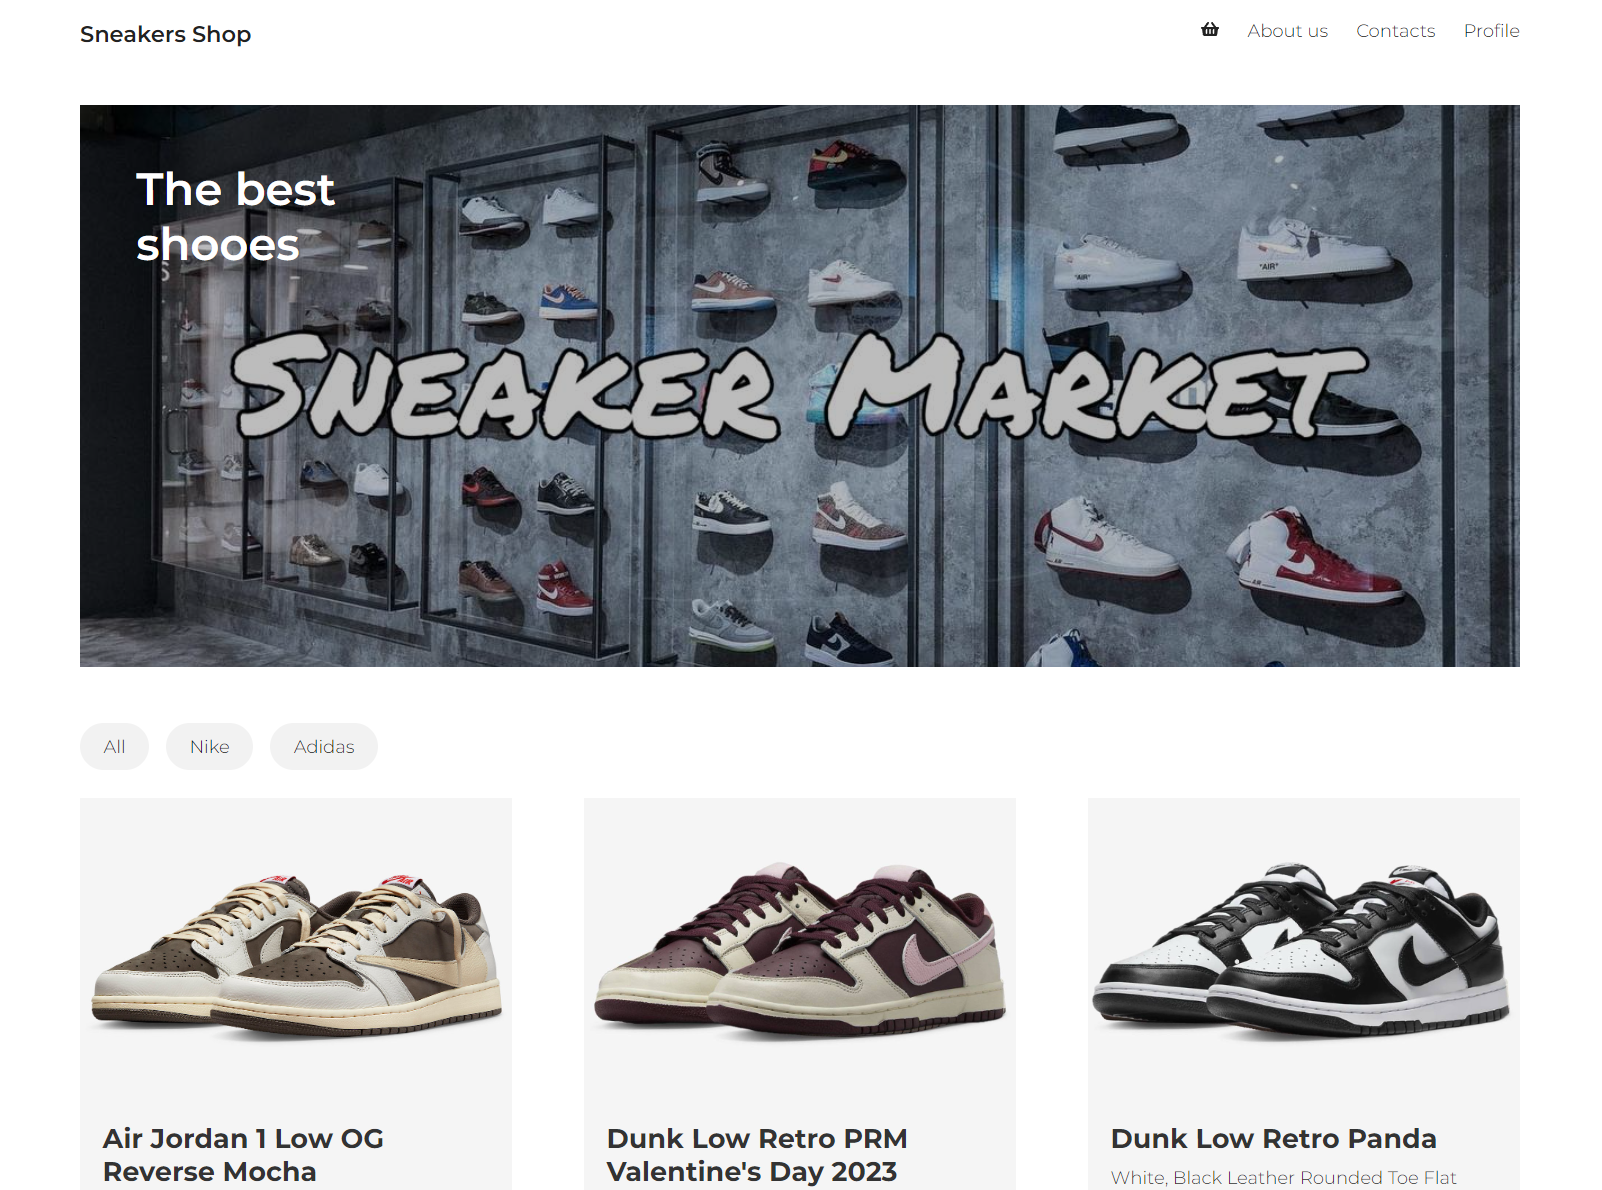 Sneakers Shop
About us
Contacts
Profile
The best
shooes
SNEAKER MARKET
"AIR"
"AIR"
All
Nike
Adidas
Air Jordan 1 Low OG
Reverse Mocha
Dunk Low Retro PRM
Valentine's Day 2023
Dunk Low Retro Panda
White, Black Leather Rounded Toe Flat